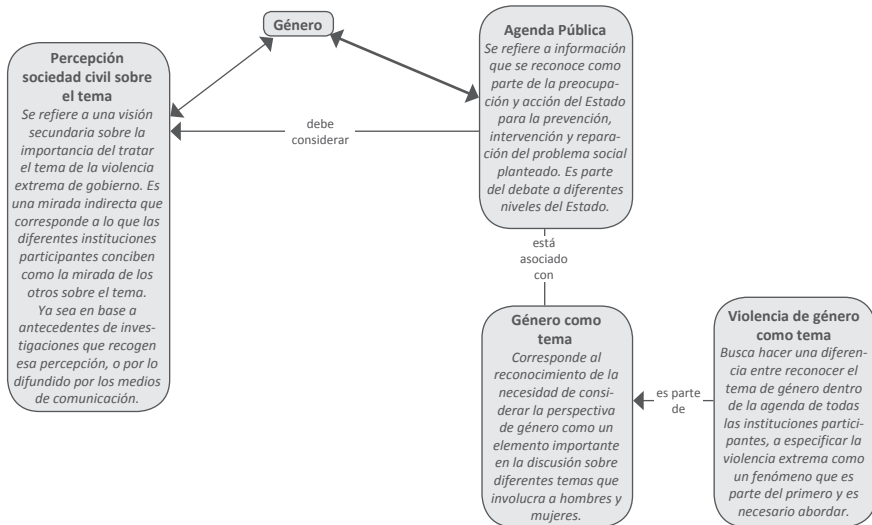 Género
Percepción
sociedad civil sobre
el tema
Se refiere a una visión
secundaria sobre la
importancia del tratar
el tema de la violencia
extrema de gobierno. Es
una mirada indirecta que
corresponde a lo que las
diferentes instituciones
participantes conciben
como la mirada de los
otros sobre el tema.
Ya sea en base a
antecedentes de inves-
tigaciones que recogen
esa percepción, o por lo
difundido por los medios
de comunicación.
debe
considerar
Agenda Pública
Se refiere a información
que se reconoce como
parte de la preocupa-
ción y acción del Estado
para la prevención,
intervención y repara-
ción del problema social
planteado. Es parte
del debate a diferentes
niveles del Estado.
está
asociado
con
Género como
tema
Corresponde al
reconocimiento de la
necesidad de consi-
derar la perspectiva
de género como un
elemento importante
en la discusión sobre
diferentes temas que
involucra a hombres y
mujeres.
es parte
de
Violencia de género
como tema
Busca hacer una diferen-
cia entre reconocer el
tema de género dentro
de la agenda de todas
las instituciones partici-
pantes, a especificar la
violencia extrema como
un fenómeno que es
parte del primero y es
necesario abordar.